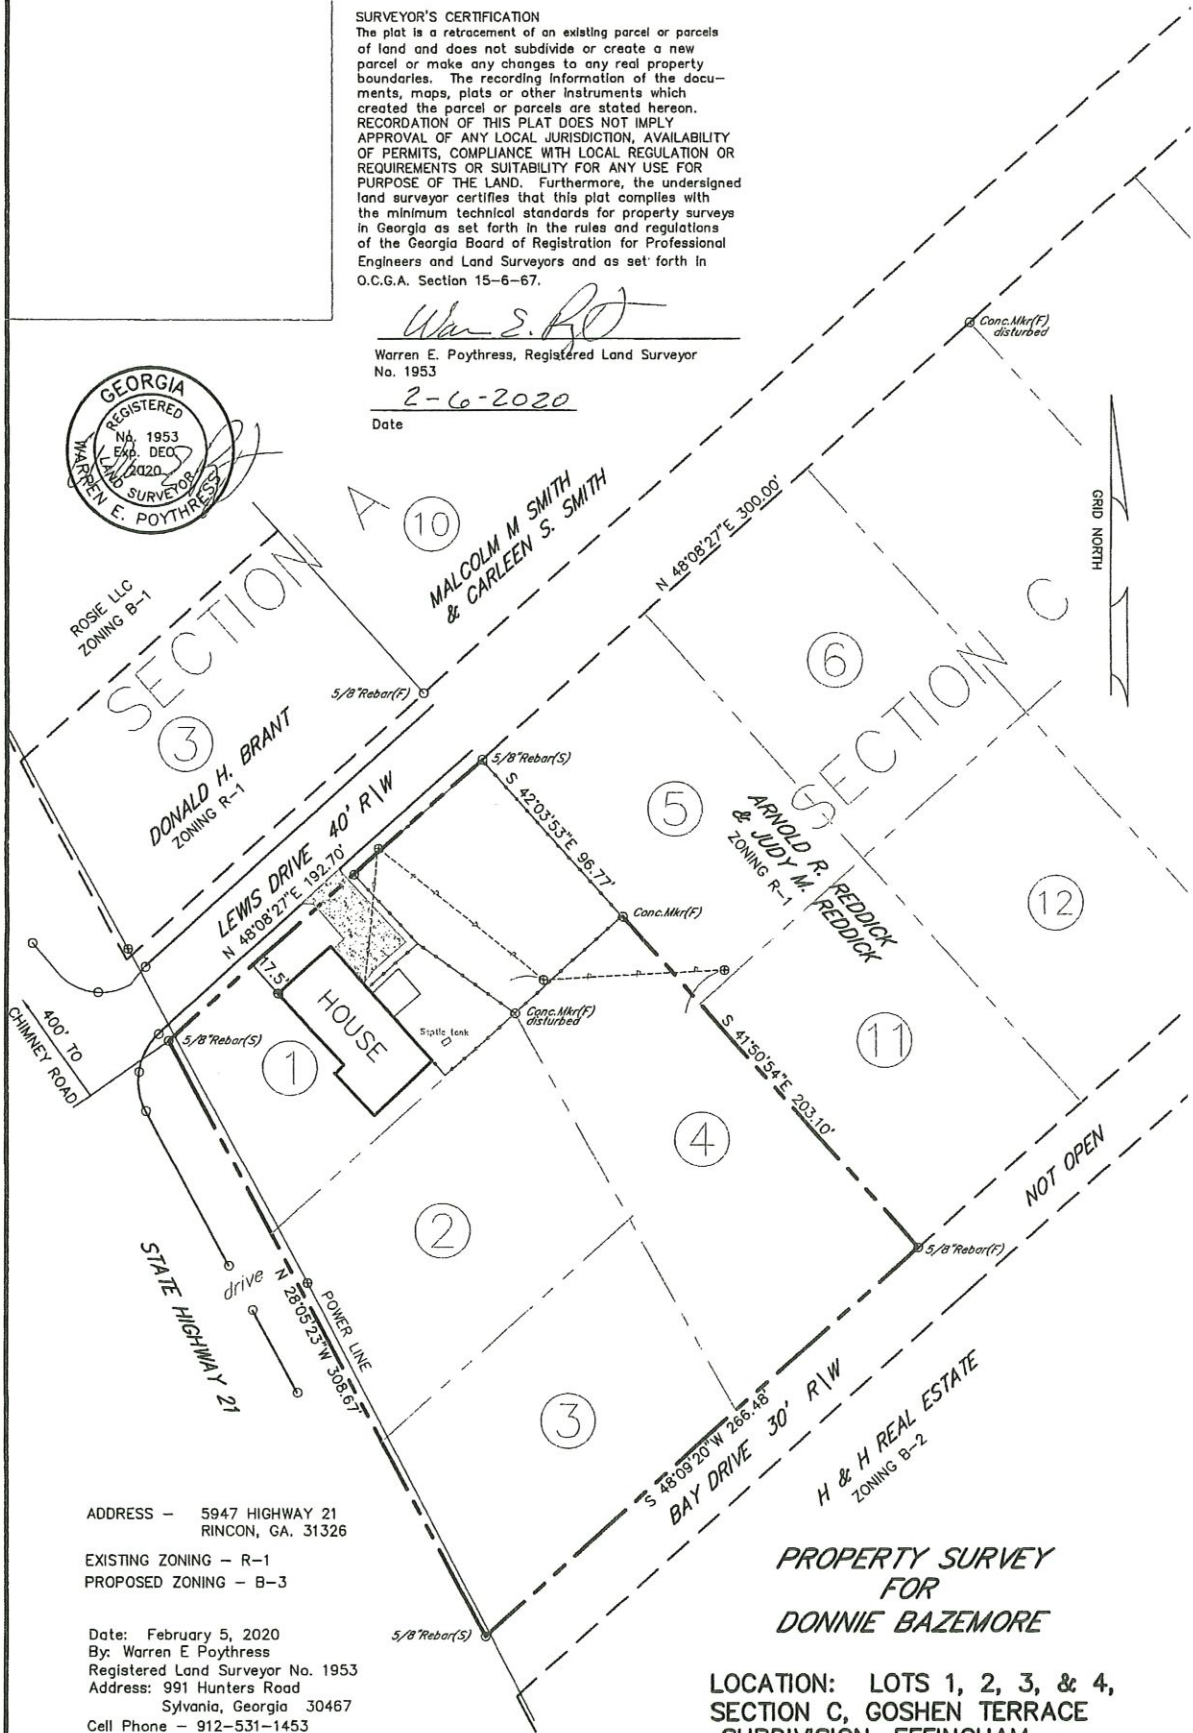 SURVEYOR'S CERTIFICATION
The plat is a retracement of an existing parcel or parcels
of land and does not subdivide or create a new
parcel or make any changes to any real property
boundaries. The recording information of the docu-
ments, maps, plats or other instruments which
created the parcel or parcels are stated hereon.
RECORDATION OF THIS PLAT DOES NOT IMPLY
APPROVAL OF ANY LOCAL JURISDICTION, AVAILABILITY
OF PERMITS, COMPLIANCE WITH LOCAL REGULATION OR
REQUIREMENTS OR SUITABILITY FOR ANY USE FOR
PURPOSE OF THE LAND. Furthermore, the undersigned
land surveyor certifies that this plat complies with
the minimum technical standards for property surveys
in Georgia as set forth in the rules and regulations
of the Georgia Board of Registration for Professional
Engineers and Land Surveyors and as set forth in
O.C.G.A. Section 15-6-67.
Warren E. Poythress, Registered Land Surveyor
No. 1953
2-6-2020
Date
GEORGIA
REGISTERED
No. 1953
Exp. DEC
2020
LAND SURVEYOR
WARREN E. POYTHRESS
Conc.Mkr(F)
disturbed
GRID NORTH
SECTION A
10
MALCOLM M SMITH
& CARLEEN S. SMITH
N 48°08'27"E 300.00'
ROSIE LLC
ZONING B-1
5/8"Rebar(F)
3
DONALD H. BRANT
ZONING R-1
SECTION C
6
5/8"Rebar(S)
S 42°03'53"E 96.77'
5
ARNOLD R. REDDICK
& JUDY M. REDDICK
ZONING R-1
LEWIS DRIVE 40' R\W
N 48°08'27"E 192.70'
12
Conc.Mkr(F)
17.5'
HOUSE
Septic tank
Conc.Mkr(F)
disturbed
400' TO
CHIMNEY ROAD
5/8"Rebar(S)
1
11
S 41°50'54"E 203.10'
4
NOT OPEN
2
5/8"Rebar(F)
STATE HIGHWAY 21
drive
N 28°05'23"W 308.67'
POWER LINE
3
S 48°09'20"W 266.48'
BAY DRIVE 30' R\W
H & H REAL ESTATE
ZONING B-2
ADDRESS - 5947 HIGHWAY 21
RINCON, GA. 31326
EXISTING ZONING - R-1
PROPOSED ZONING - B-3
5/8"Rebar(S)
Date: February 5, 2020
By: Warren E Poythress
Registered Land Surveyor No. 1953
Address: 991 Hunters Road
Sylvania, Georgia 30467
Cell Phone - 912-531-1453
PROPERTY SURVEY
FOR
DONNIE BAZEMORE
LOCATION: LOTS 1, 2, 3, & 4,
SECTION C, GOSHEN TERRACE
SUBDIVISION, EFFINGHAM